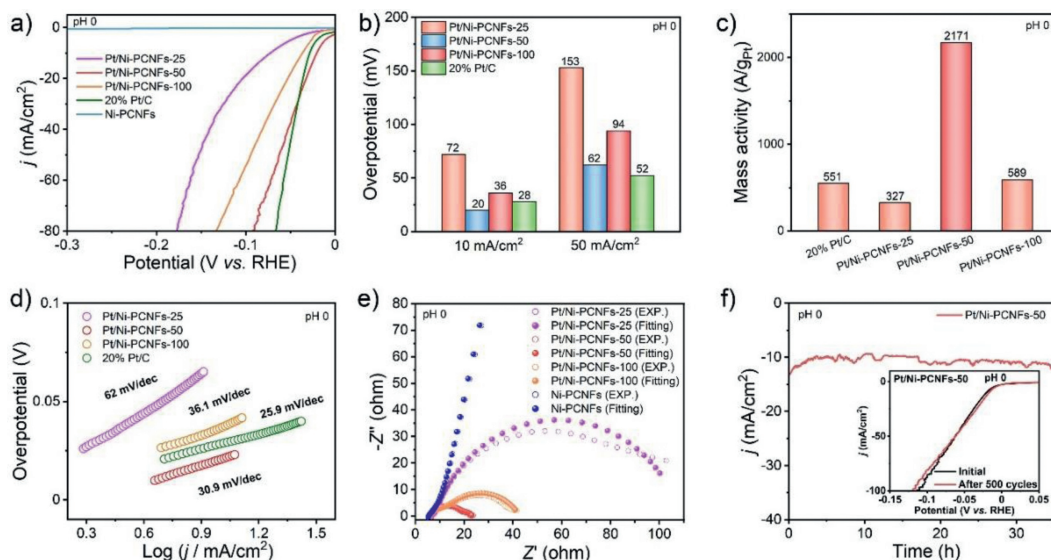 a)
pH 0
j (mA/cm²)
0
-20
-40
-60
-80
Pt/Ni-PCNFs-25
Pt/Ni-PCNFs-50
Pt/Ni-PCNFs-100
20% Pt/C
Ni-PCNFs
-0.3
-0.2
-0.1
0
Potential (V vs. RHE)
b)
pH 0
Overpotential (mV)
200
150
100
50
0
Pt/Ni-PCNFs-25
Pt/Ni-PCNFs-50
Pt/Ni-PCNFs-100
20% Pt/C
72
20
36
28
153
62
94
52
10 mA/cm²
50 mA/cm²
c)
pH 0
Mass activity (A/gPt)
2000
1000
0
551
327
2171
589
20% Pt/C
Pt/Ni-PCNFs-25
Pt/Ni-PCNFs-50
Pt/Ni-PCNFs-100
d)
pH 0
Overpotential (V)
0.1
0.05
0
Pt/Ni-PCNFs-25
Pt/Ni-PCNFs-50
Pt/Ni-PCNFs-100
20% Pt/C
62 mV/dec
36.1 mV/dec
25.9 mV/dec
30.9 mV/dec
0.3
0.6
0.9
1.2
1.5
Log (j / mA/cm²)
e)
pH 0
-Z'' (ohm)
80
70
60
50
40
30
20
10
0
Pt/Ni-PCNFs-25 (EXP.)
Pt/Ni-PCNFs-25 (Fitting)
Pt/Ni-PCNFs-50 (EXP.)
Pt/Ni-PCNFs-50 (Fitting)
Pt/Ni-PCNFs-100 (EXP.)
Pt/Ni-PCNFs-100 (Fitting)
Ni-PCNFs (EXP.)
Ni-PCNFs (Fitting)
0
20
40
60
80
100
Z' (ohm)
f)
pH 0
Pt/Ni-PCNFs-50
j (mA/cm²)
0
-10
-20
-30
-40
0
10
20
30
Time (h)
Pt/Ni-PCNFs-50
pH 0
j (mA/cm²)
0
-50
-100
Initial
After 500 cycles
-0.15
-0.10
-0.05
0.00
0.05
Potential (V vs. RHE)